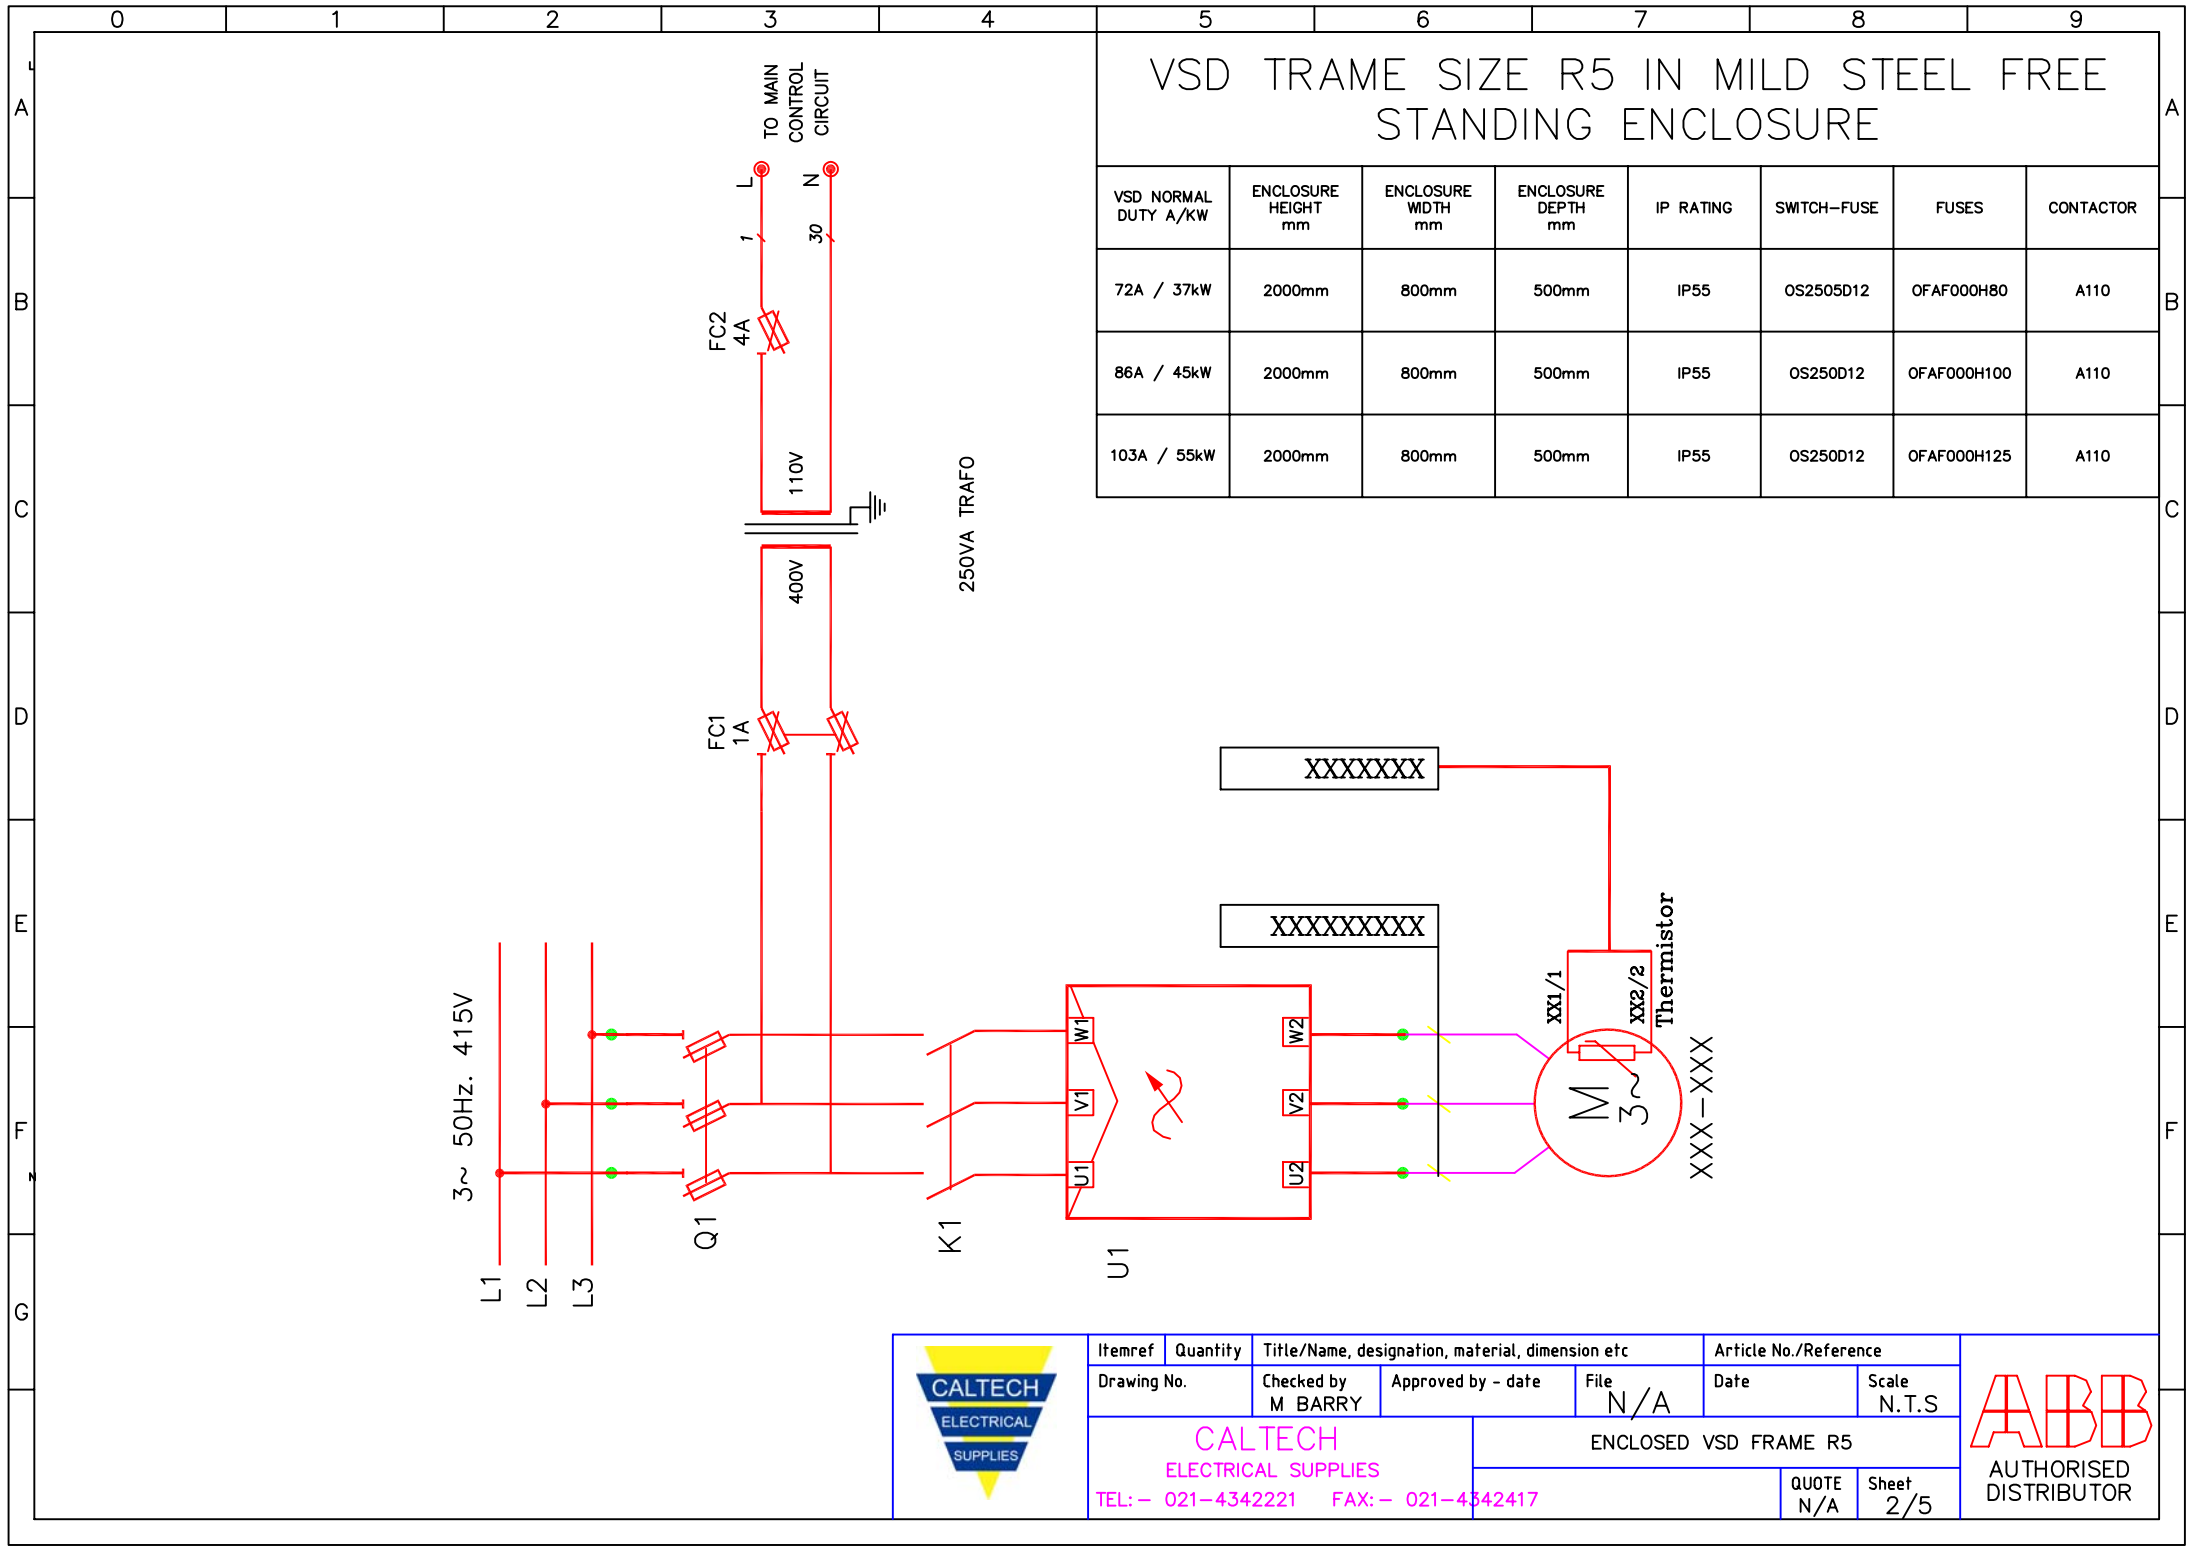 0 1 2 3 4 5 6 7 8 9
A
B
C
D
E
F
G
A
B
C
D
E
F
VSD TRAME SIZE R5 IN MILD STEEL FREE
STANDING ENCLOSURE
VSD NORMAL
DUTY A/KW
ENCLOSURE
HEIGHT
mm
ENCLOSURE
WIDTH
mm
ENCLOSURE
DEPTH
mm
IP RATING
SWITCH-FUSE
FUSES
CONTACTOR
72A / 37kW 2000mm 800mm 500mm IP55 OS2505D12 OFAF000H80 A110
86A / 45kW 2000mm 800mm 500mm IP55 OS250D12 OFAF000H100 A110
103A / 55kW 2000mm 800mm 500mm IP55 OS250D12 OFAF000H125 A110
TO MAIN
CONTROL
CIRCUIT
L
N
1
30
FC2
4A
110V
400V
250VA TRAFO
FC1
1A
XXXXXXX
XXXXXXXXX
XX1/1
XX2/2
Thermistor
3~ 50Hz. 415V
W1
V1
U1
W2
V2
U2
M
3~
XXX-XXX
Q1
K1
U1
L1
L2
L3
CALTECH
ELECTRICAL
SUPPLIES
Itemref Quantity Title/Name, designation, material, dimension etc Article No./Reference
Drawing No.
Checked by
M BARRY
Approved by - date
File
N/A
Date
Scale
N.T.S
CALTECH
ELECTRICAL SUPPLIES
TEL:- 021-4342221 FAX:- 021-4342417
ENCLOSED VSD FRAME R5
QUOTE
N/A
Sheet
2/5
ABB
AUTHORISED
DISTRIBUTOR